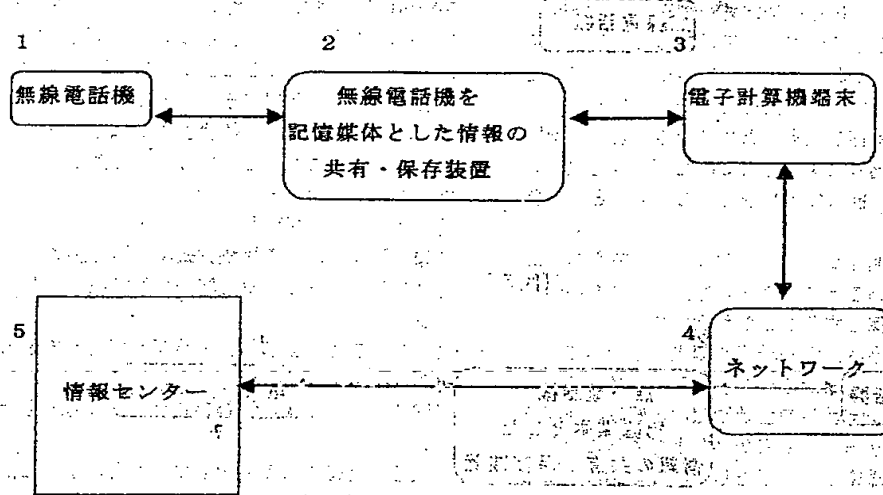 1
無線電話機
2
無線電話機を
記憶媒体とした情報の
共有・保存装置
3
電子計算機端末
5
情報センター
4
ネットワーク